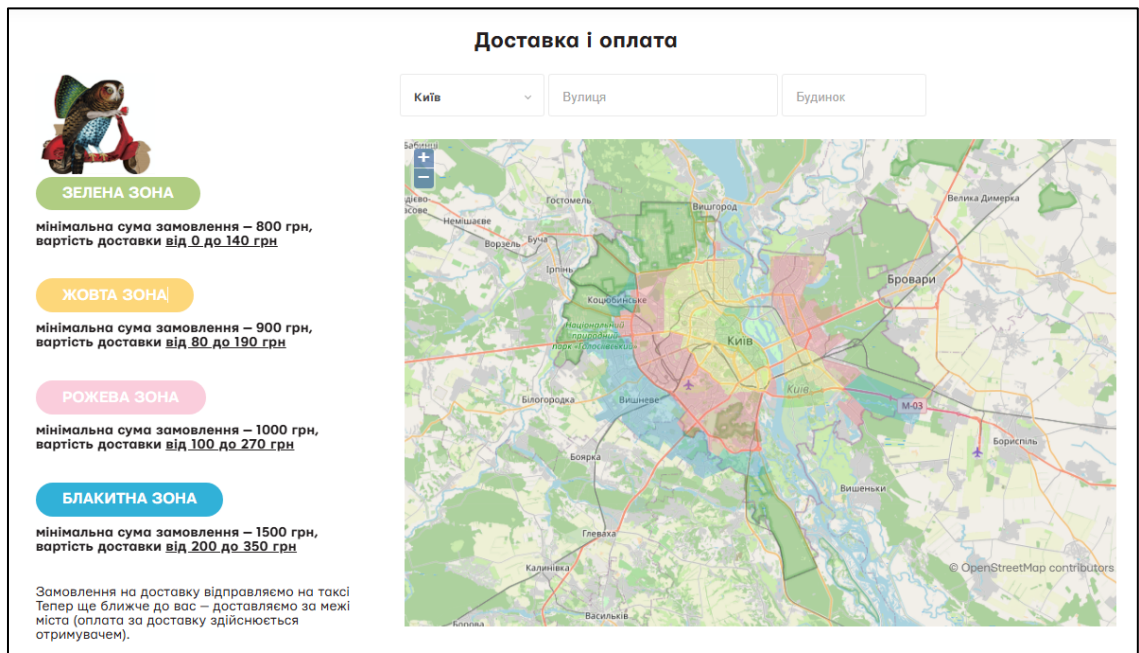 Доставка і оплата
Київ
Вулиця
Будинок
ЗЕЛЕНА ЗОНА
мінімальна сума замовлення – 800 грн,
вартість доставки від 0 до 140 грн
ЖОВТА ЗОНА
мінімальна сума замовлення – 900 грн,
вартість доставки від 80 до 190 грн
РОЖЕВА ЗОНА
мінімальна сума замовлення – 1000 грн,
вартість доставки від 100 до 270 грн
БЛАКИТНА ЗОНА
мінімальна сума замовлення – 1500 грн,
вартість доставки від 200 до 350 грн
Замовлення на доставку відправляємо на таксі
Тепер ще ближче до вас – доставляємо за межі
міста (оплата за доставку здійснюється
отримувачем).
+
−
Гостомель
Вишгород
Велика Димерка
Немішаєве
Ворзель
Буча
Ірпінь
Бровари
Коцюбинське
Національний
природний
парк «Голосіївський»
Київ
Київ
Білогородка
Вишневе
М-03
Бориспіль
Боярка
Вишеньки
Глеваха
Калинівка
© OpenStreetMap contributors
Васильків